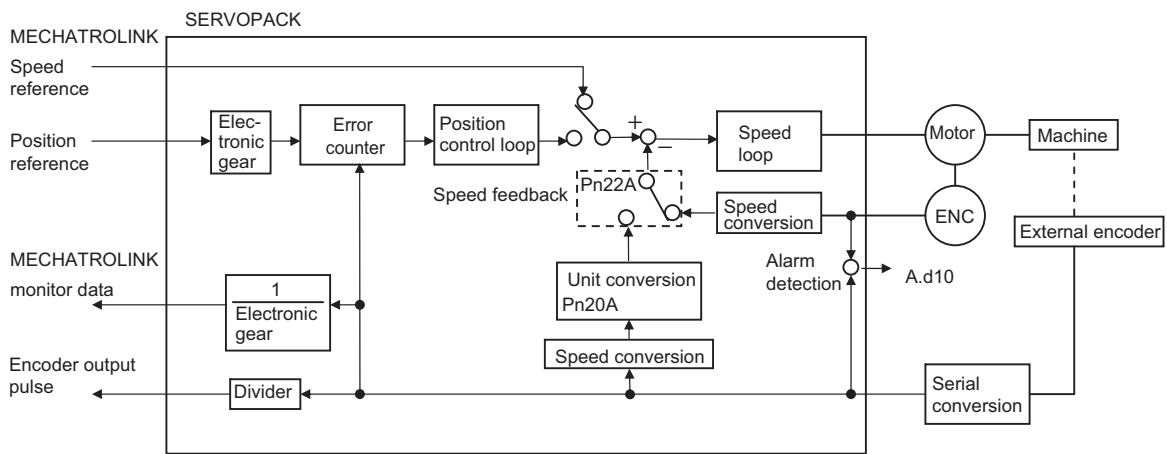 SERVOPACK
MECHATROLINK
Speed
reference
Position
reference
Elec-
tronic
gear
Error
counter
Position
control loop
+
−
Speed
loop
Motor
Machine
Speed feedback
Pn22A
Speed
conversion
ENC
External encoder
MECHATROLINK
monitor data
1
Electronic
gear
Unit conversion
Pn20A
Alarm
detection
A.d10
Speed conversion
Encoder output
pulse
Divider
Serial
conversion